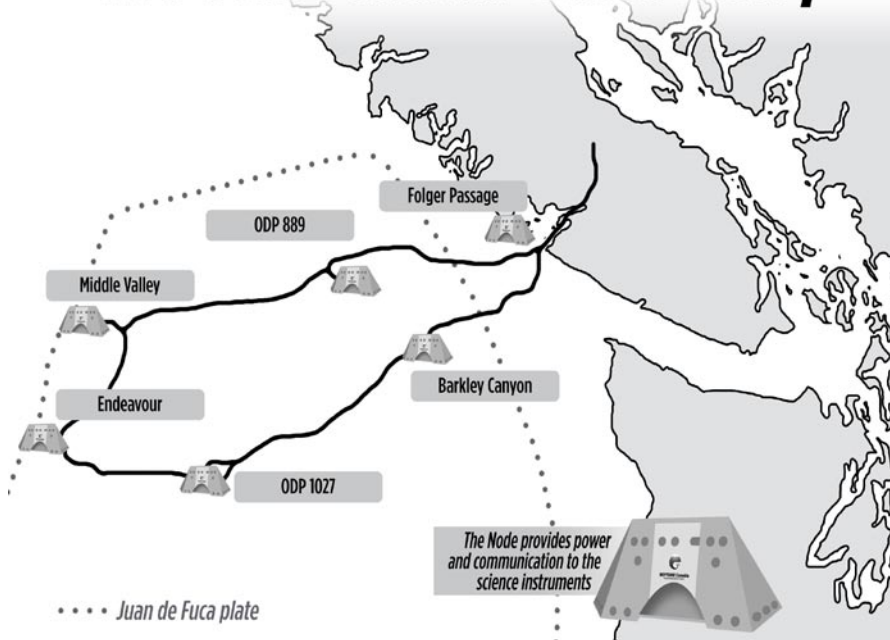 Folger Passage
ODP 889
Middle Valley
Barkley Canyon
Endeavour
ODP 1027
The Node provides power
and communication to the
science instruments
Juan de Fuca plate